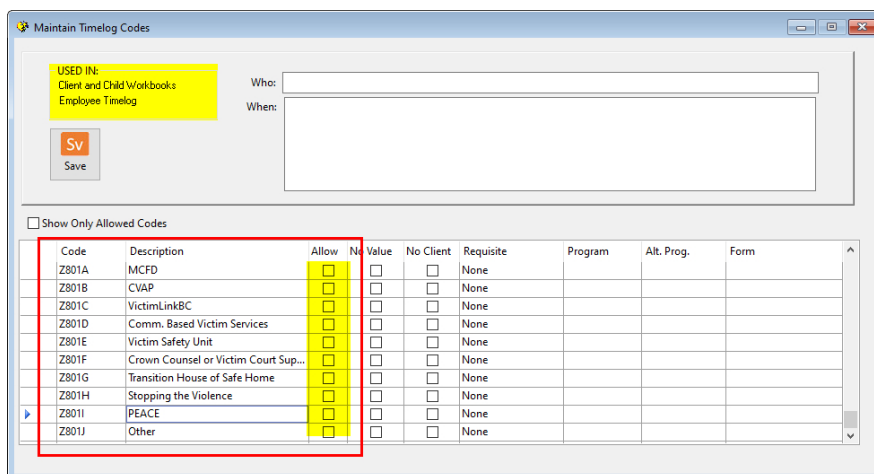 Maintain Timelog Codes
USED IN:
Client and Child Workbooks
Employee Timelog
Who:
When:
Sv
Save
Show Only Allowed Codes
Code Description Allow No Value No Client Requisite Program Alt. Prog. Form
Z801A MCFD None
Z801B CVAP None
Z801C VictimLinkBC None
Z801D Comm. Based Victim Services None
Z801E Victim Safety Unit None
Z801F Crown Counsel or Victim Court Sup... None
Z801G Transition House of Safe Home None
Z801H Stopping the Violence None
Z801I PEACE None
Z801J Other None